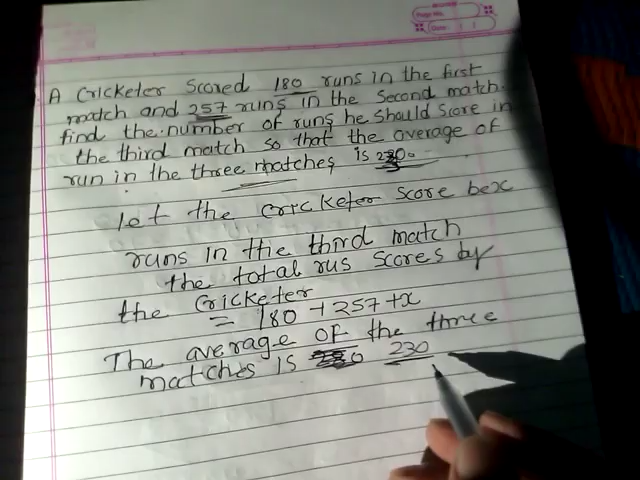 A Cricketer Scored 180 runs in the first
match and 257 runs in the Second match.
find the number of runs he should Score in
the third match so that the average of
run in the three matches is 230.
let the cricketer score be x
runs in the third match
the total rus scores by
the Cricketer
= 180 + 257 + x
The average OF the three
matches is 230